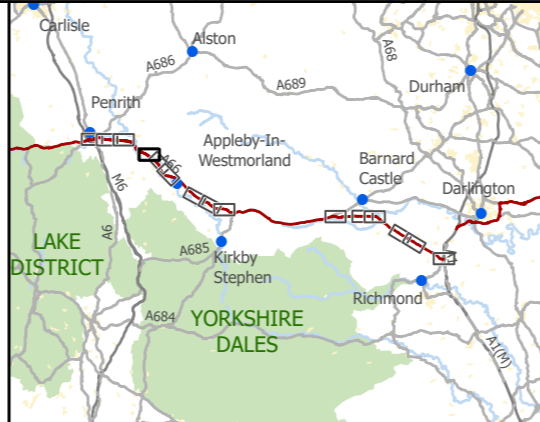 Carlisle
Alston
A686
A68
A689
Durham
Penrith
Appleby-In-
Westmorland
A66
Barnard
Castle
Darlington
M6
A6
LAKE
DISTRICT
A685
Kirkby
Stephen
Richmond
A684
YORKSHIRE
DALES
A1(M)